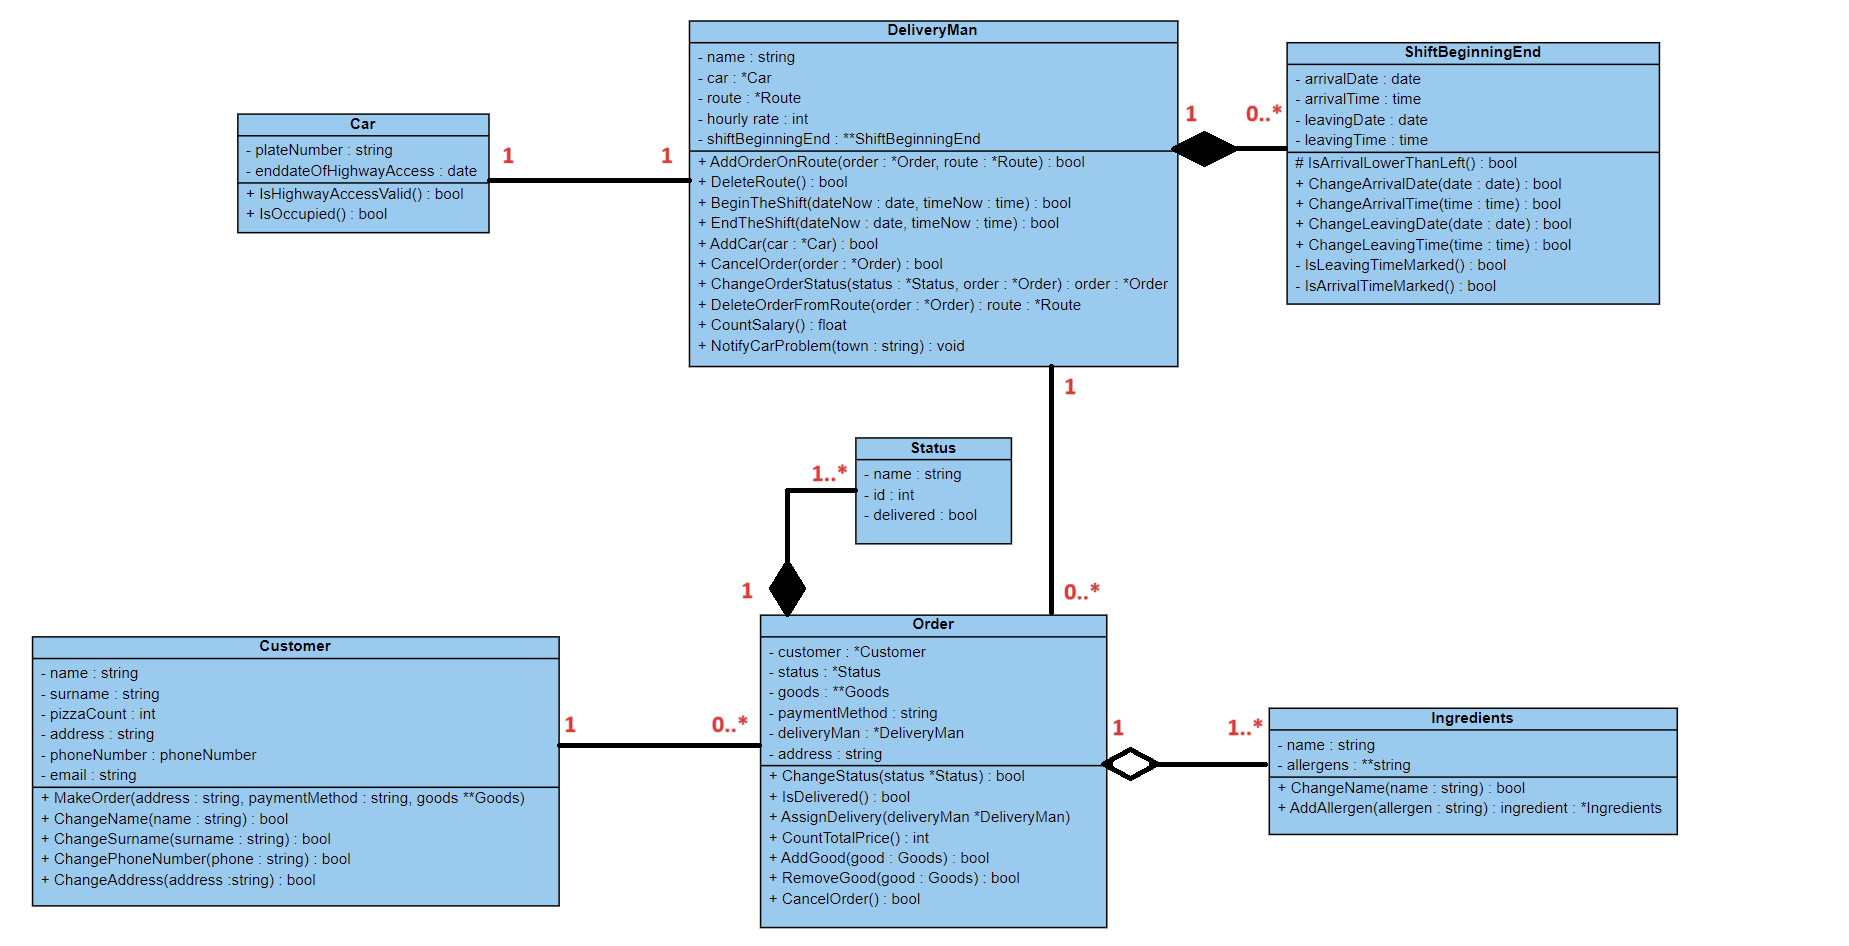 DeliveryMan
- name : string
- car : *Car
- route : *Route
- hourly rate : int
- shiftBeginningEnd : **ShiftBeginningEnd
+ AddOrderOnRoute(order : *Order, route : *Route) : bool
+ DeleteRoute() : bool
+ BeginTheShift(dateNow : date, timeNow : time) : bool
+ EndTheShift(dateNow : date, timeNow : time) : bool
+ AddCar(car : *Car) : bool
+ CancelOrder(order : *Order) : bool
+ ChangeOrderStatus(status : *Status, order : *Order) : order : *Order
+ DeleteOrderFromRoute(order : *Order) : route : *Route
+ CountSalary() : float
+ NotifyCarProblem(town : string) : void
1
0..*
ShiftBeginningEnd
- arrivalDate : date
- arrivalTime : time
- leavingDate : date
- leavingTime : time
# IsArrivalLowerThanLeft() : bool
+ ChangeArrivalDate(date : date) : bool
+ ChangeArrivalTime(time : time) : bool
+ ChangeLeavingDate(date : date) : bool
+ ChangeLeavingTime(time : time) : bool
- IsLeavingTimeMarked() : bool
- IsArrivalTimeMarked() : bool
Car
- plateNumber : string
- enddateOfHighwayAccess : date
+ IsHighwayAccessValid() : bool
+ IsOccupied() : bool
1
1
1
0..*
Status
- name : string
- id : int
- delivered : bool
1..*
1
Customer
- name : string
- surname : string
- pizzaCount : int
- address : string
- phoneNumber : phoneNumber
- email : string
+ MakeOrder(address : string, paymentMethod : string, goods **Goods)
+ ChangeName(name : string) : bool
+ ChangeSurname(surname : string) : bool
+ ChangePhoneNumber(phone : string) : bool
+ ChangeAddress(address :string) : bool
1
0..*
Order
- customer : *Customer
- status : *Status
- goods : **Goods
- paymentMethod : string
- deliveryMan : *DeliveryMan
- address : string
+ ChangeStatus(status *Status) : bool
+ IsDelivered() : bool
+ AssignDelivery(deliveryMan *DeliveryMan)
+ CountTotalPrice() : int
+ AddGood(good : Goods) : bool
+ RemoveGood(good : Goods) : bool
+ CancelOrder() : bool
1
1..*
Ingredients
- name : string
- allergens : **string
+ ChangeName(name : string) : bool
+ AddAllergen(allergen : string) : ingredient : *Ingredients